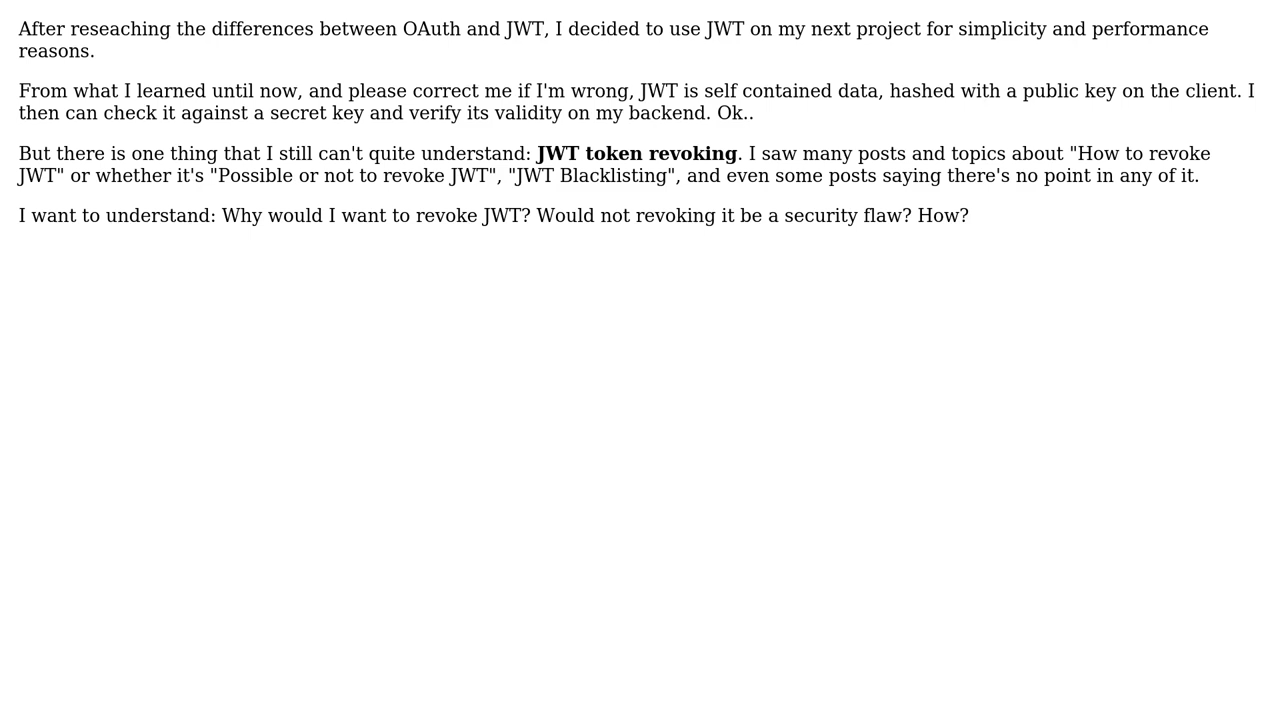 After reseaching the differences between OAuth and JWT, I decided to use JWT on my next project for simplicity and performance
reasons.
From what I learned until now, and please correct me if I'm wrong, JWT is self contained data, hashed with a public key on the client. I
then can check it against a secret key and verify its validity on my backend. Ok..
But there is one thing that I still can't quite understand: JWT token revoking. I saw many posts and topics about "How to revoke
JWT" or whether it's "Possible or not to revoke JWT", "JWT Blacklisting", and even some posts saying there's no point in any of it.
I want to understand: Why would I want to revoke JWT? Would not revoking it be a security flaw? How?